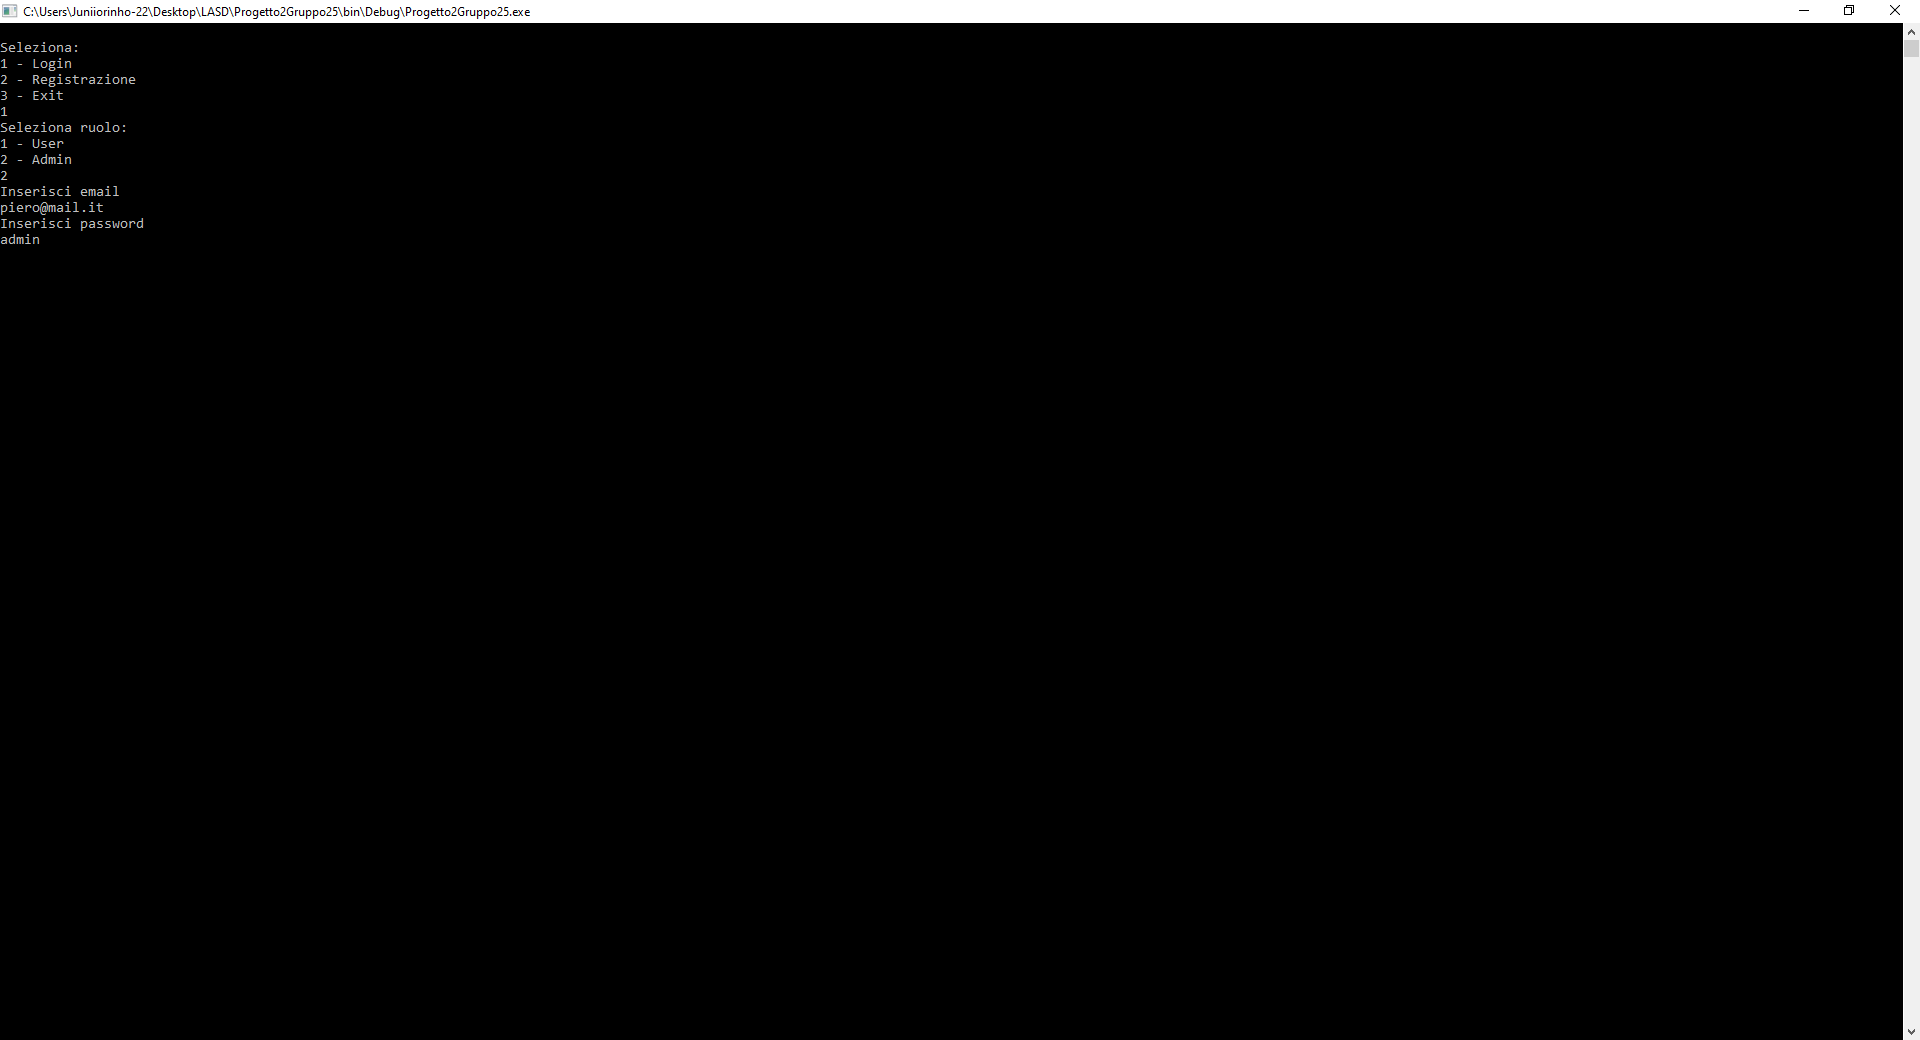 C:\Users\Juniiorinho-22\Desktop\LASD\Progetto2Gruppo25\bin\Debug\Progetto2Gruppo25.exe
Seleziona:
1 - Login
2 - Registrazione
3 - Exit
1
Seleziona ruolo:
1 - User
2 - Admin
2
Inserisci email
piero@mail.it
Inserisci password
admin